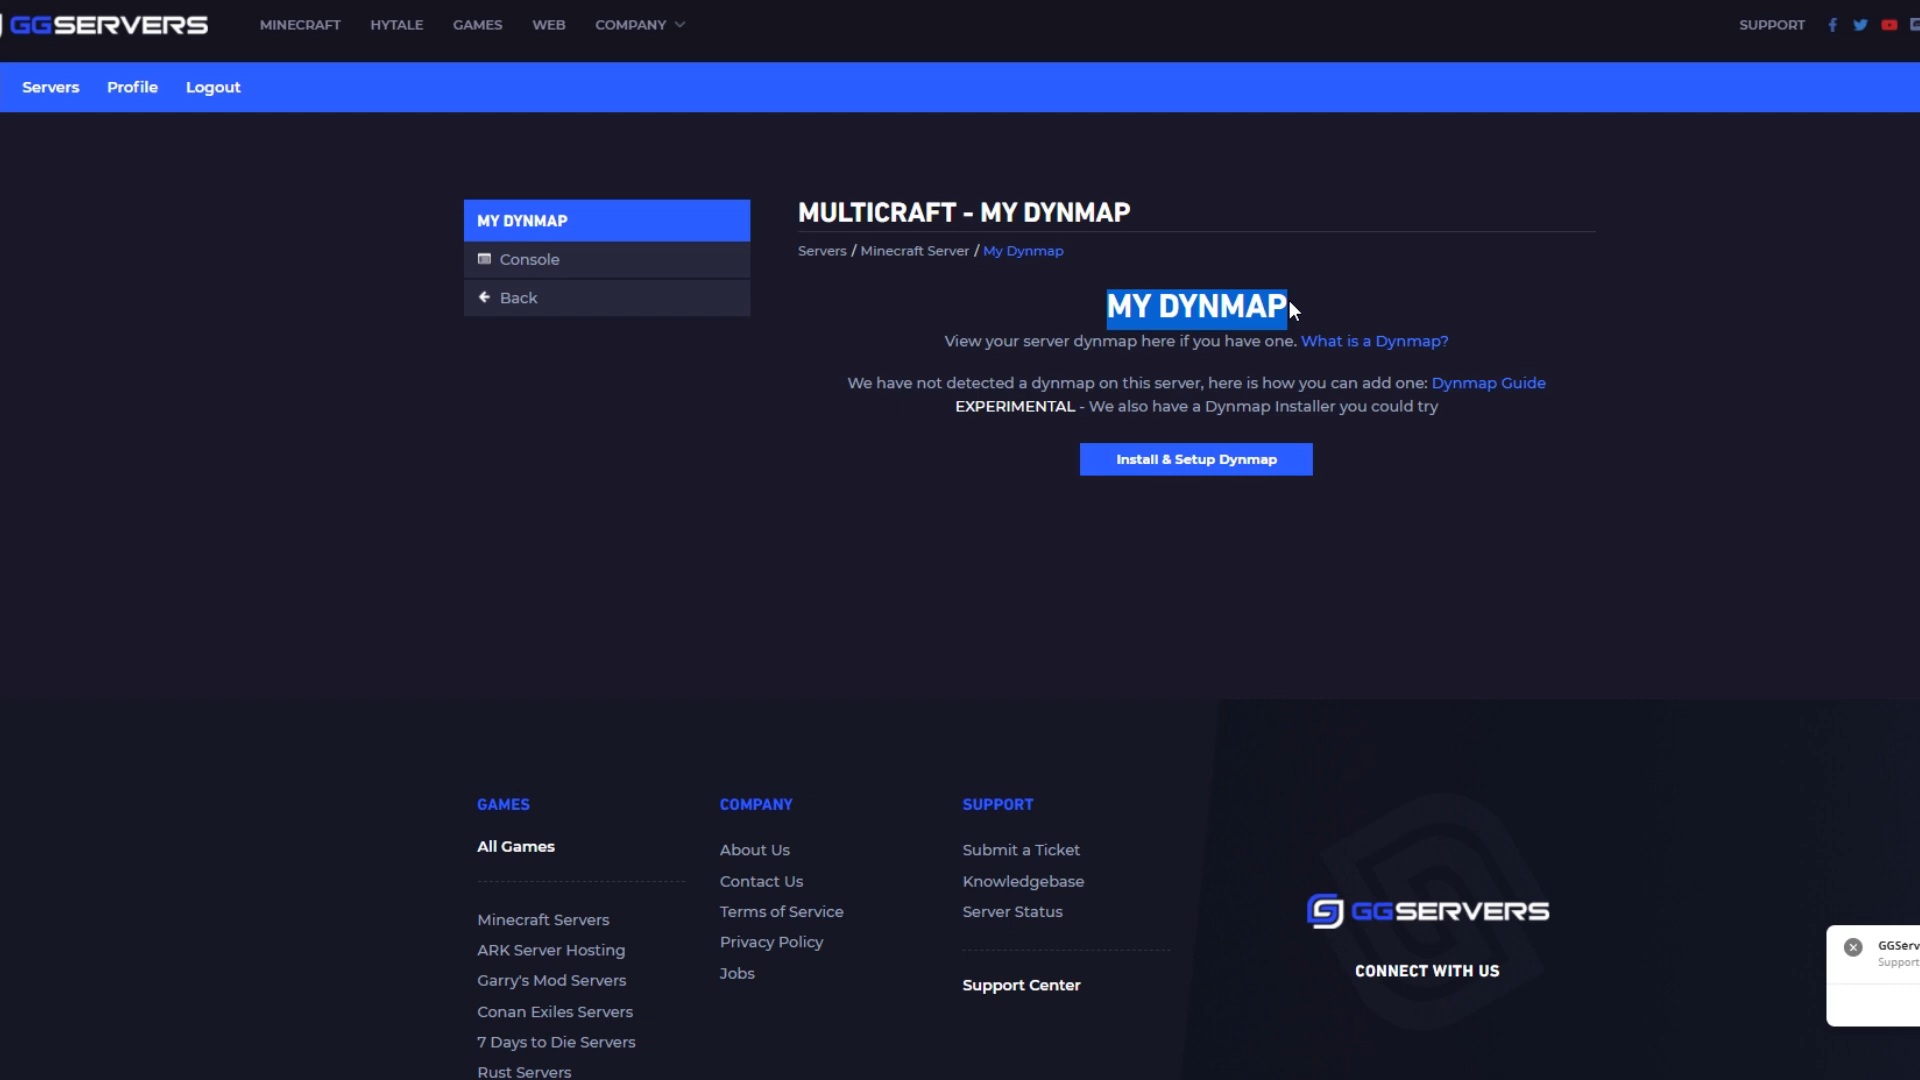 GGSERVERS
MINECRAFT
HYTALE
GAMES
WEB
COMPANY
SUPPORT
Servers
Profile
Logout
MY DYNMAP
Console
Back
MULTICRAFT - MY DYNMAP
Servers / Minecraft Server / My Dynmap
MY DYNMAP
View your server dynmap here if you have one. What is a Dynmap?
We have not detected a dynmap on this server, here is how you can add one: Dynmap Guide
EXPERIMENTAL - We also have a Dynmap Installer you could try
Install & Setup Dynmap
GAMES
All Games
Minecraft Servers
ARK Server Hosting
Garry's Mod Servers
Conan Exiles Servers
7 Days to Die Servers
Rust Servers
COMPANY
About Us
Contact Us
Terms of Service
Privacy Policy
Jobs
SUPPORT
Submit a Ticket
Knowledgebase
Server Status
Support Center
GGSERVERS
CONNECT WITH US
GGServ
Support